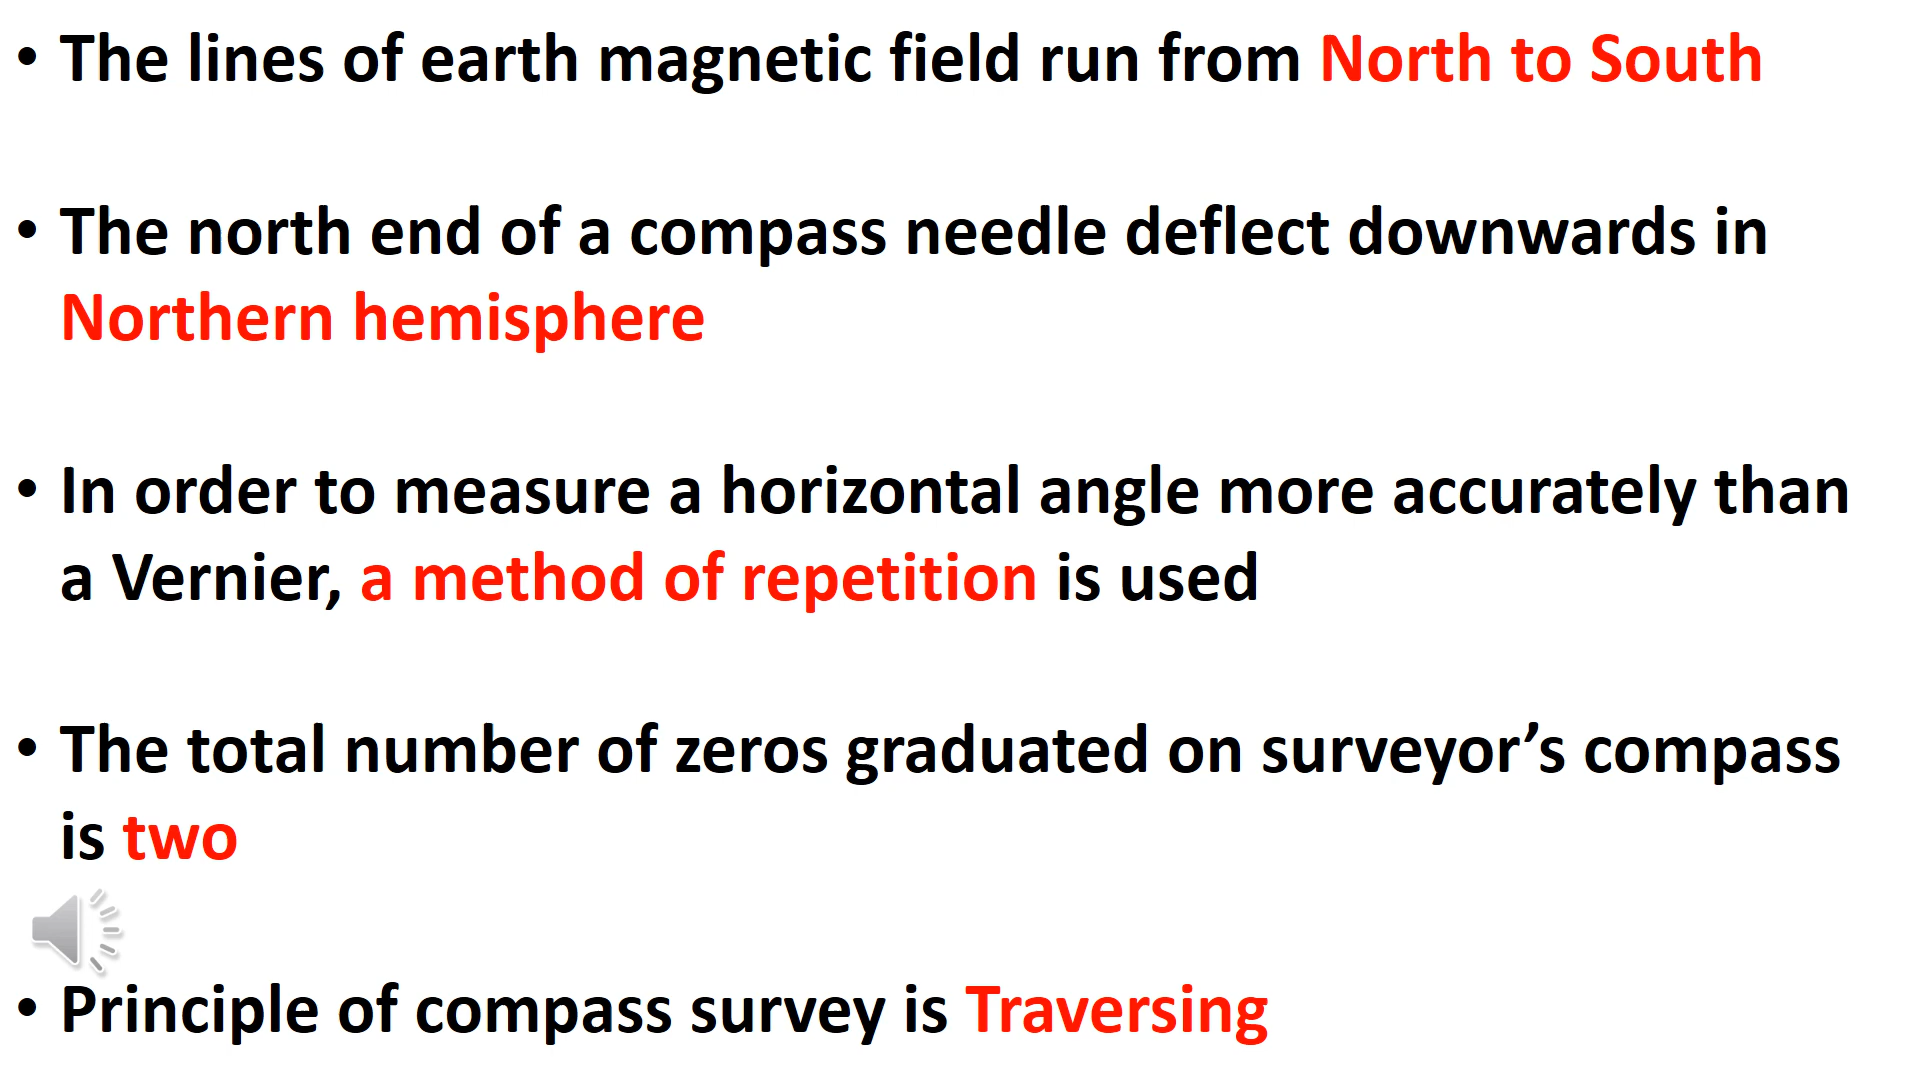 • The lines of earth magnetic field run from North to South
• The north end of a compass needle deflect downwards in
Northern hemisphere
• In order to measure a horizontal angle more accurately than
a Vernier, a method of repetition is used
• The total number of zeros graduated on surveyor’s compass
is two
• Principle of compass survey is Traversing